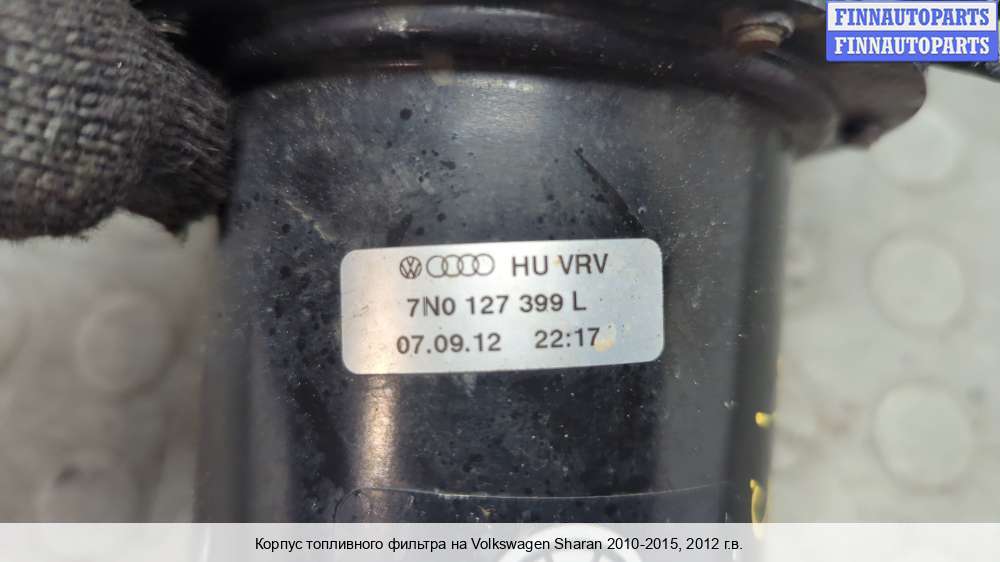 FINNAUTOPARTS
FINNAUTOPARTS
HU VRV
7N0 127 399 L
07.09.12 22:17
Корпус топливного фильтра на Volkswagen Sharan 2010-2015, 2012 г.в.